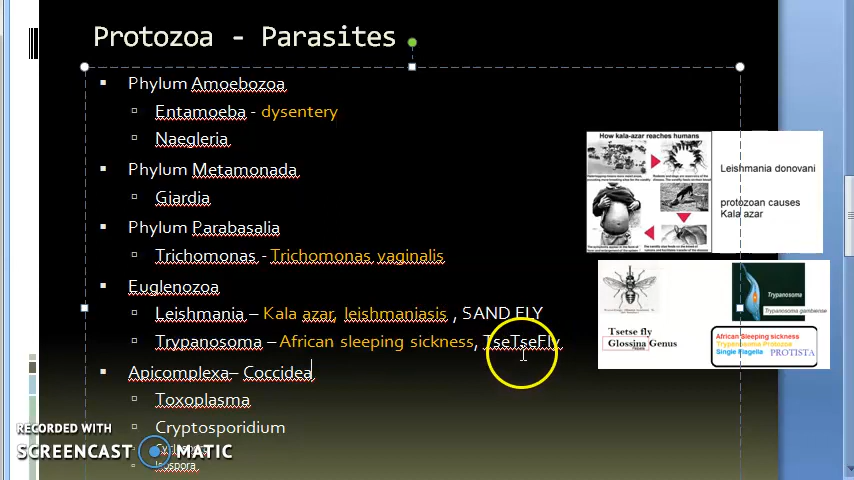 Protozoa - Parasites
Phylum Amoebozoa
Entamoeba - dysentery
Naegleria
Phylum Metamonada
Giardia
Phylum Parabasalia
Trichomonas - Trichomonas vaginalis
Euglenozoa
Leishmania – Kala azar, leishmaniasis , SAND FLY
Trypanosoma – African sleeping sickness, TseTseFly
Apicomplexa– Coccidea
Toxoplasma
Cryptosporidium
Isospora
How kala-azar reaches humans
Leishmania donovani
protozoan causes
Kala azar
Tsetse fly
Glossina Genus
Trypanosoma
Trypanosoma gambiense
African Sleeping sickness
Trypanosoma Protozoa
Single Flagella
PROTISTA
RECORDED WITH
SCREENCAST MATIC